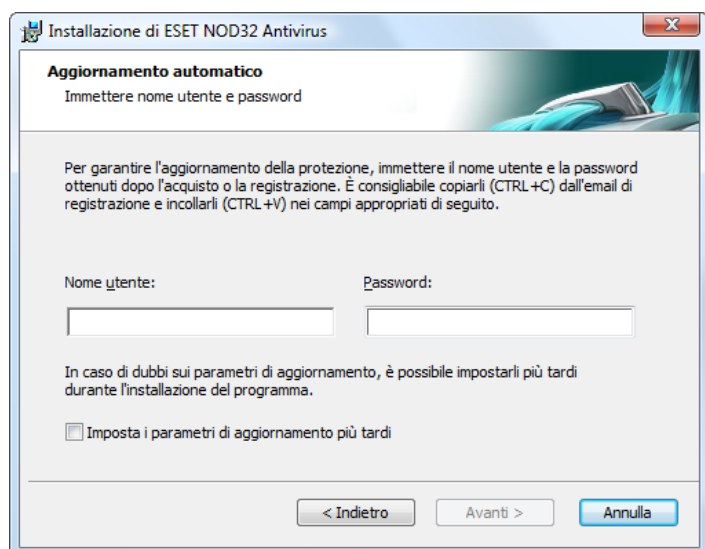 Installazione di ESET NOD32 Antivirus
Aggiornamento automatico
Immettere nome utente e password
Per garantire l'aggiornamento della protezione, immettere il nome utente e la password
ottenuti dopo l'acquisto o la registrazione. È consigliabile copiarli (CTRL+C) dall'email di
registrazione e incollarli (CTRL+V) nei campi appropriati di seguito.
Nome utente: Password:
In caso di dubbi sui parametri di aggiornamento, è possibile impostarli più tardi
durante l'installazione del programma.
Imposta i parametri di aggiornamento più tardi
< Indietro Avanti > Annulla